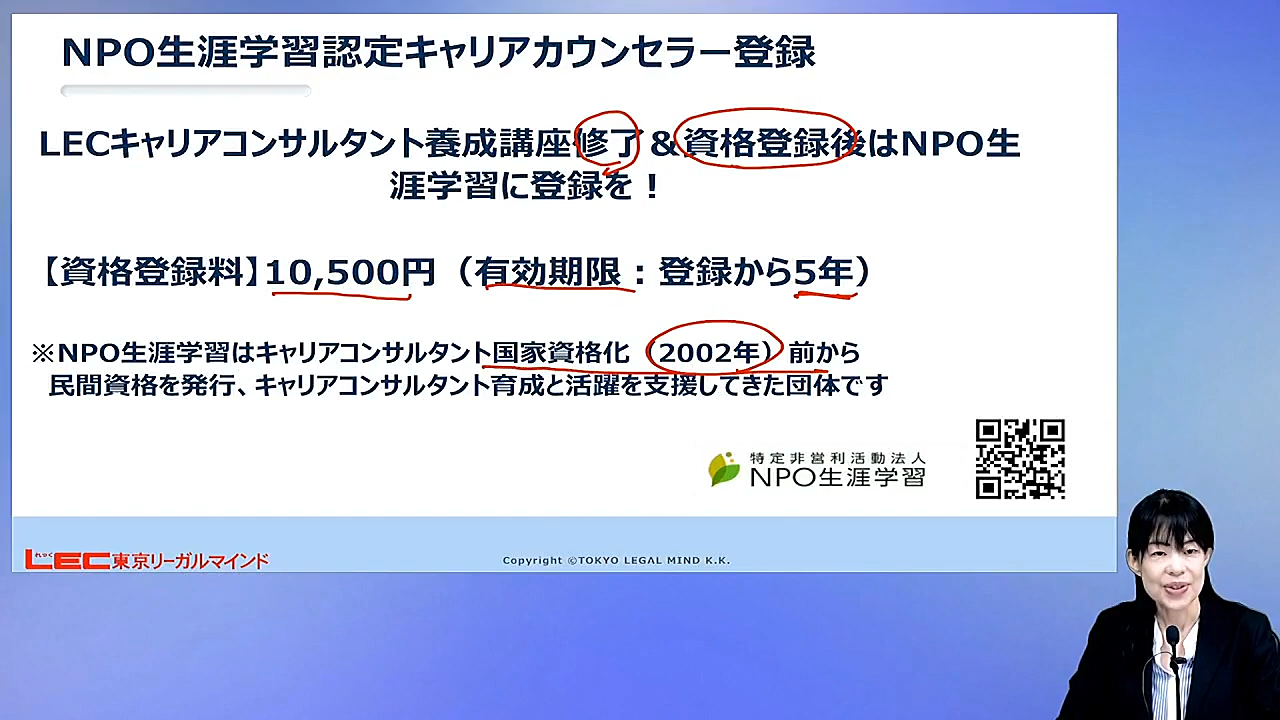 NPO生涯学習認定キャリアカウンセラー登録
LECキャリアコンサルタント養成講座修了&資格登録後はNPO生
涯学習に登録を!
【資格登録料】10,500円(有効期限:登録から5年)
※NPO生涯学習はキャリアコンサルタント国家資格化(2002年)前から
民間資格を発行、キャリアコンサルタント育成と活躍を支援してきた団体です
特定非営利活動法人
NPO生涯学習
れっく
LEC東京リーガルマインド
Copyright ©TOKYO LEGAL MIND K.K.